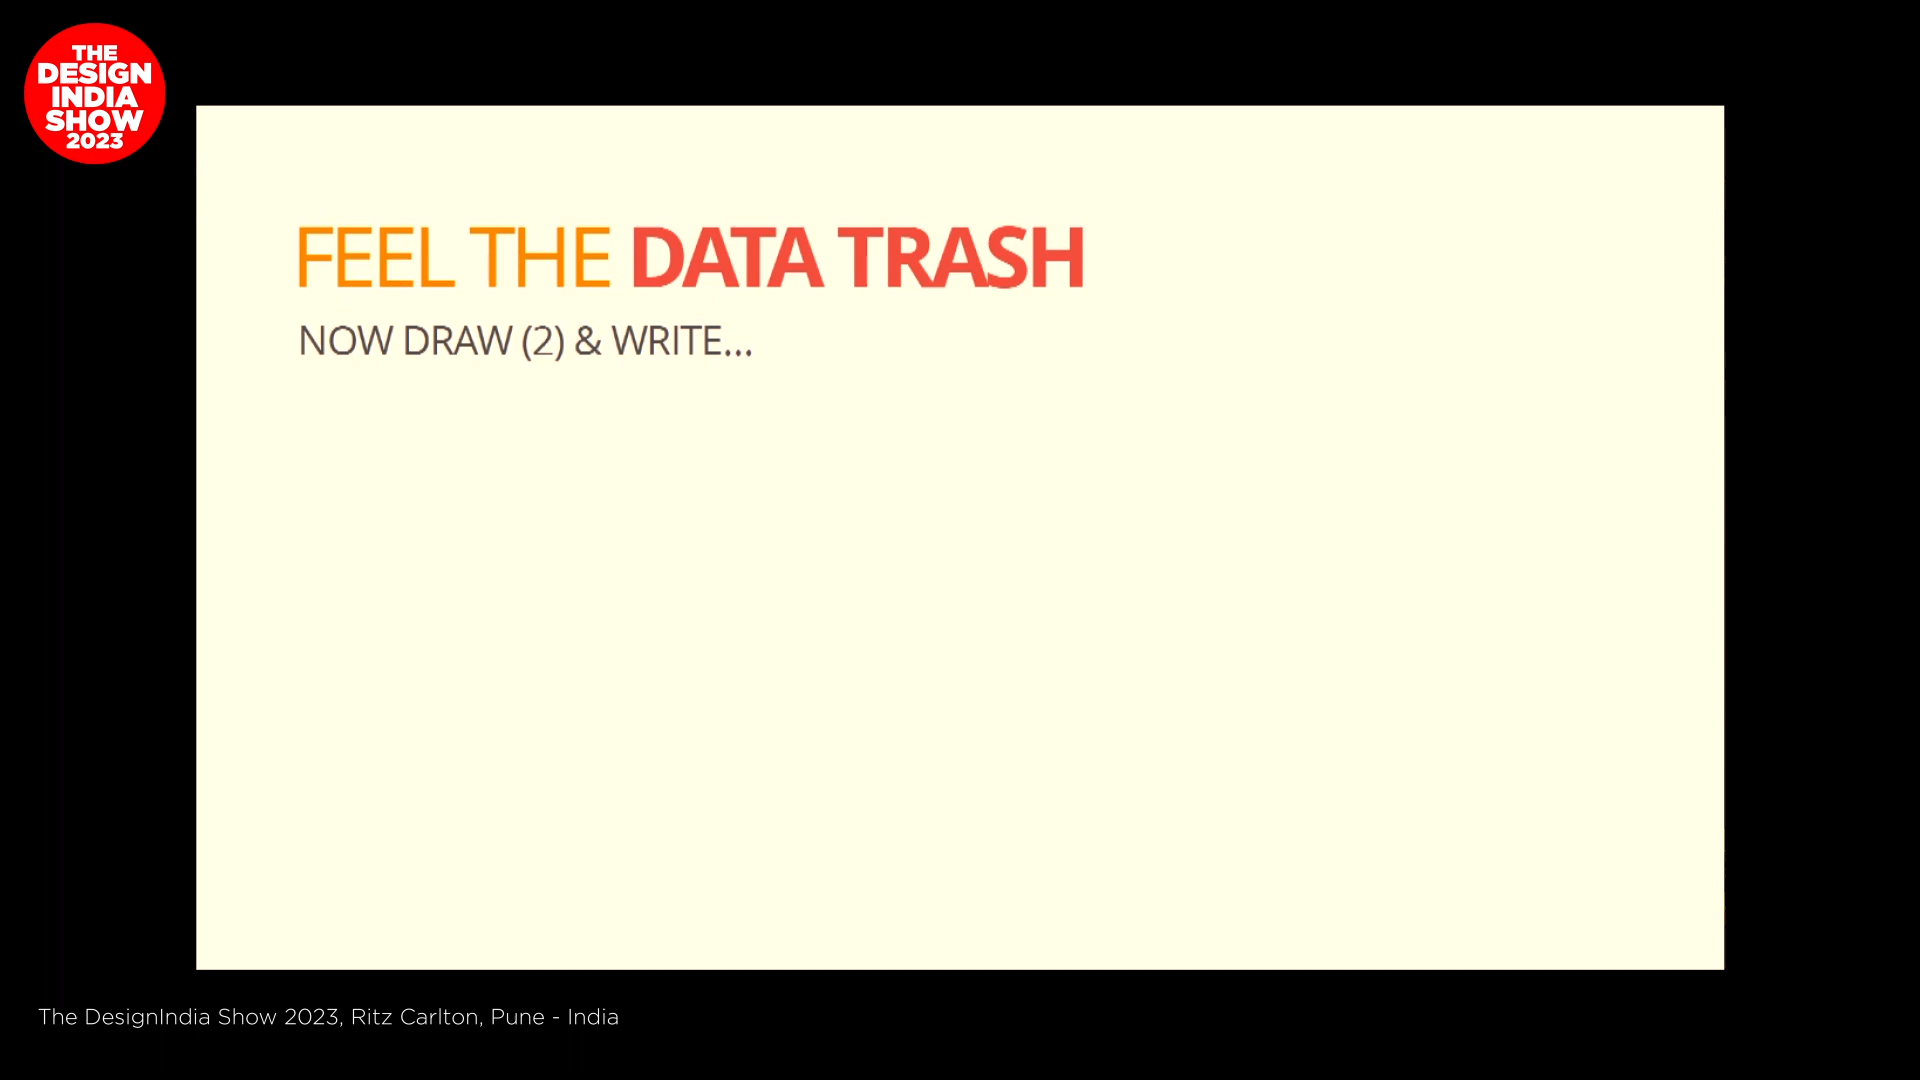 THE
DESIGN
INDIA
SHOW
2023
FEEL THE DATA TRASH
NOW DRAW (2) & WRITE...
The DesignIndia Show 2023, Ritz Carlton, Pune - India